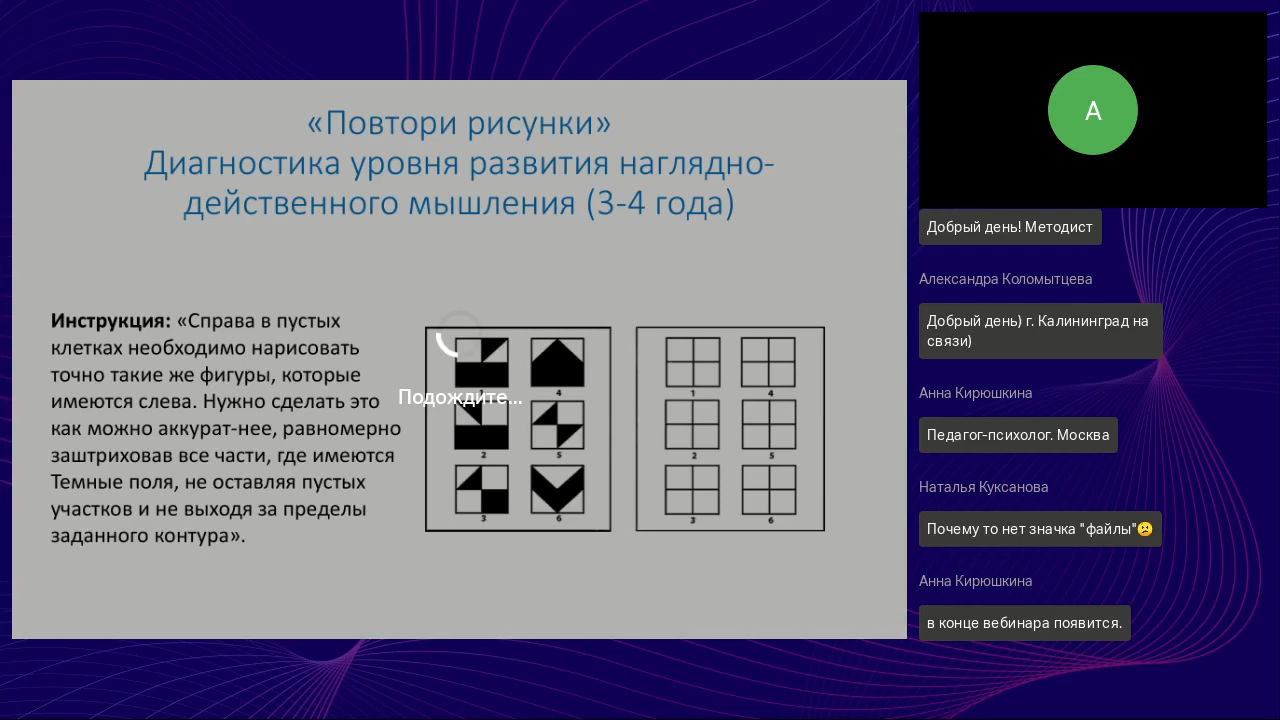 «Повтори рисунки»
Диагностика уровня развития наглядно-
действенного мышления (3-4 года)
Инструкция: «Справа в пустых
клетках необходимо нарисовать
точно такие же фигуры, которые
имеются слева. Нужно сделать это
как можно аккурат-нее, равномерно
заштриховав все части, где имеются
Темные поля, не оставляя пустых
участков и не выходя за пределы
заданного контура».
Подождите...
1 4
2 5
3 6
1 4
2 5
3 6
А
Добрый день! Методист
Александра Коломытцева
Добрый день) г. Калининград на
связи)
Анна Кирюшкина
Педагог-психолог. Москва
Наталья Куксанова
Почему то нет значка "файлы"😕
Анна Кирюшкина
в конце вебинара появится.